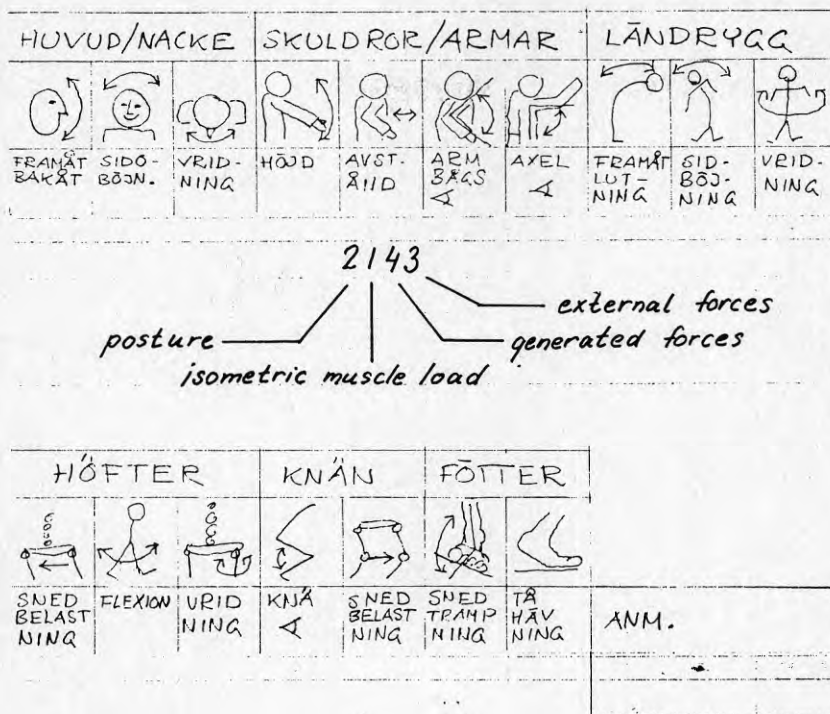 HUVUD/NACKE SKULDROR/ARMAR LÄNDRYGG
FRAMÅT BAKÅT
SIDO- BÖJN.
VRID- NING
HÖJD
AVST- ÅND
ARM BÅGS ∢
AXEL ∢
FRAMÅT LUT- NING
SID- BÖJ- NING
VRID- NING
2143
external forces
posture generated forces
isometric muscle load
HÖFTER KNÄN FÖTTER
SNED BELAST NING
FLEXION
VRID NING
KNÄ ∢
SNED BELAST NING
SNED TRAMP NING
TÅ HÄV NING
ANM.